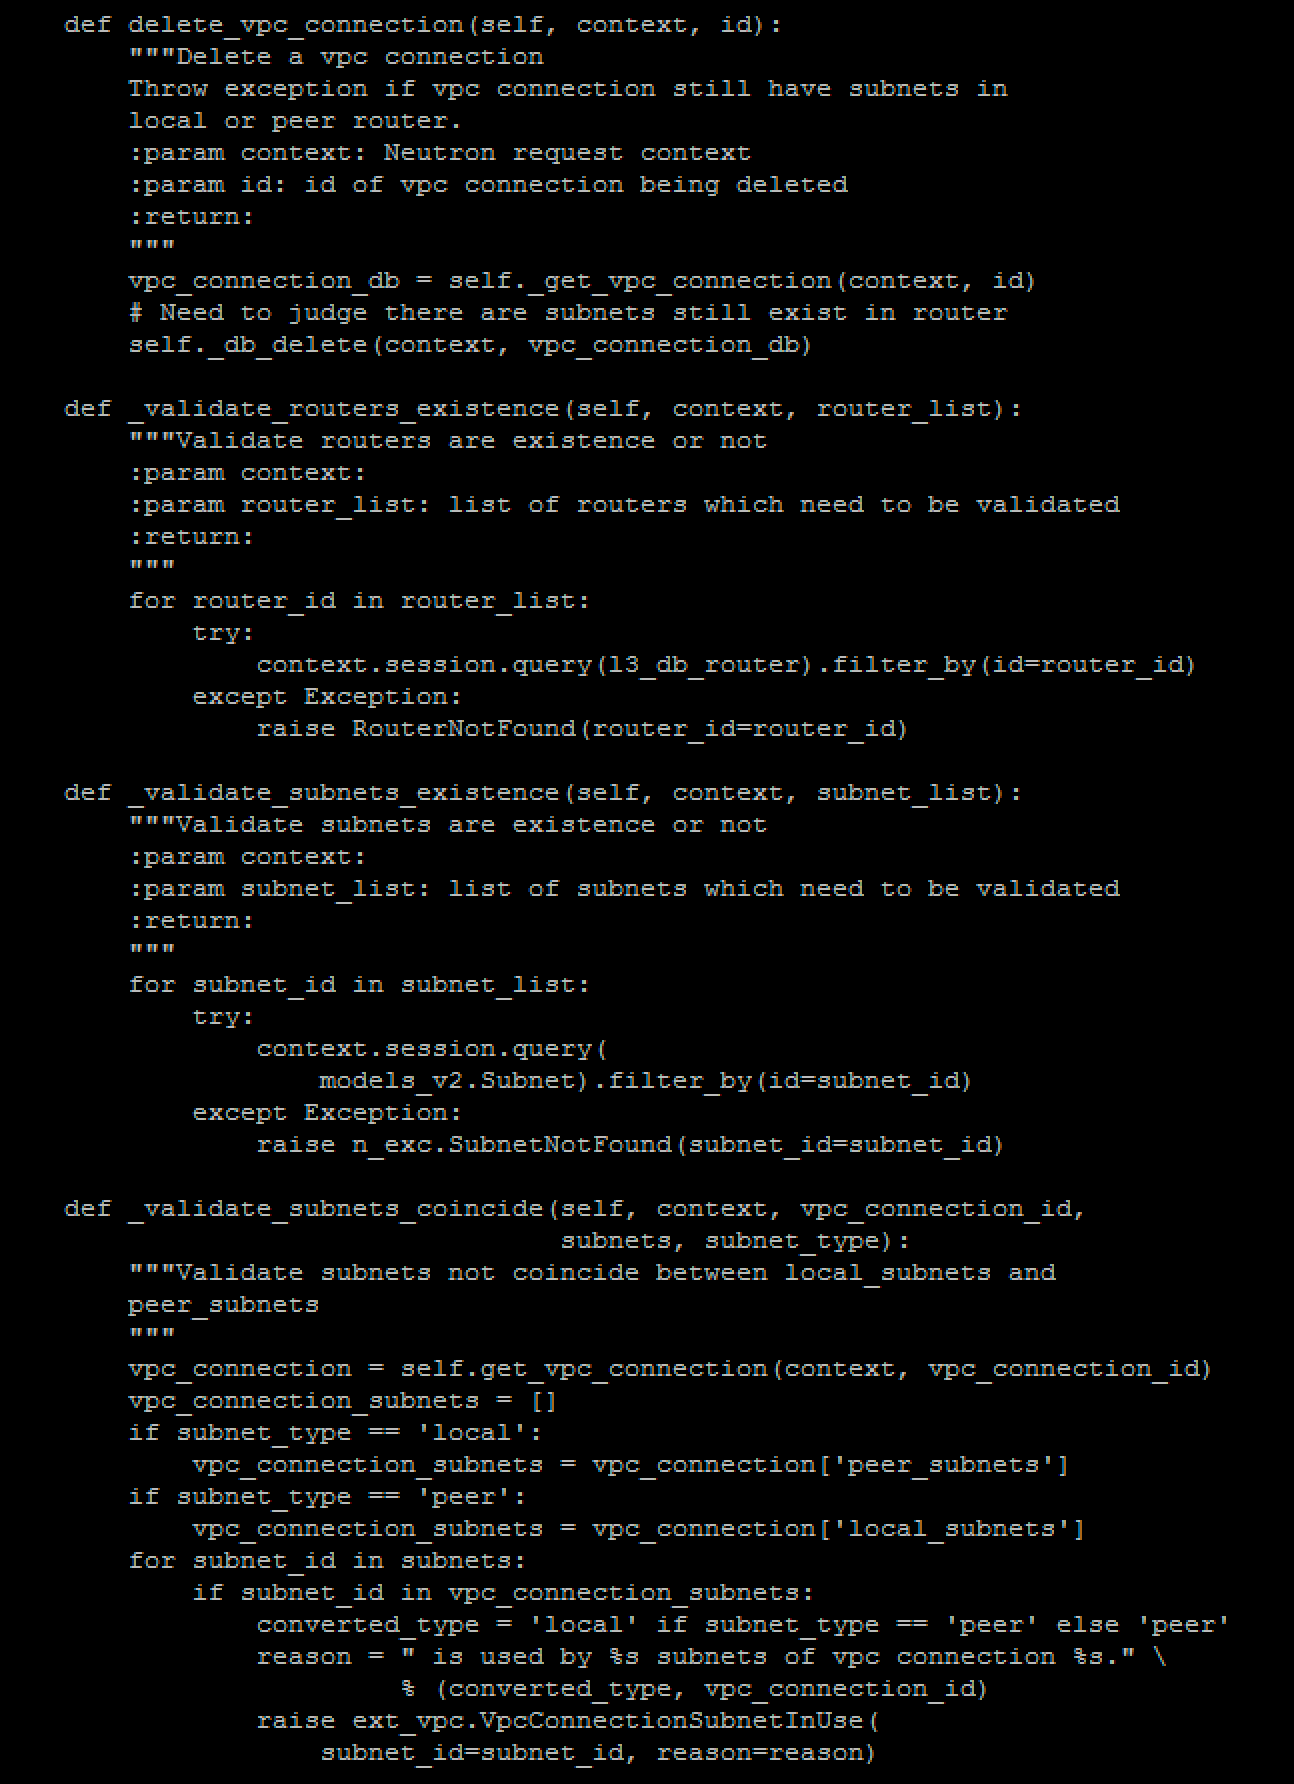 def delete_vpc_connection(self, context, id):
"""Delete a vpc connection
Throw exception if vpc connection still have subnets in
local or peer router.
:param context: Neutron request context
:param id: id of vpc connection being deleted
:return:
"""
vpc_connection_db = self._get_vpc_connection(context, id)
# Need to judge there are subnets still exist in router
self._db_delete(context, vpc_connection_db)
def _validate_routers_existence(self, context, router_list):
"""Validate routers are existence or not
:param context:
:param router_list: list of routers which need to be validated
:return:
"""
for router_id in router_list:
try:
context.session.query(l3_db_router).filter_by(id=router_id)
except Exception:
raise RouterNotFound(router_id=router_id)
def _validate_subnets_existence(self, context, subnet_list):
"""Validate subnets are existence or not
:param context:
:param subnet_list: list of subnets which need to be validated
:return:
"""
for subnet_id in subnet_list:
try:
context.session.query(
models_v2.Subnet).filter_by(id=subnet_id)
except Exception:
raise n_exc.SubnetNotFound(subnet_id=subnet_id)
def _validate_subnets_coincide(self, context, vpc_connection_id,
subnets, subnet_type):
"""Validate subnets not coincide between local_subnets and
peer_subnets
"""
vpc_connection = self.get_vpc_connection(context, vpc_connection_id)
vpc_connection_subnets = []
if subnet_type == 'local':
vpc_connection_subnets = vpc_connection['peer_subnets']
if subnet_type == 'peer':
vpc_connection_subnets = vpc_connection['local_subnets']
for subnet_id in subnets:
if subnet_id in vpc_connection_subnets:
converted_type = 'local' if subnet_type == 'peer' else 'peer'
reason = " is used by %s subnets of vpc connection %s." \
% (converted_type, vpc_connection_id)
raise ext_vpc.VpcConnectionSubnetInUse(
subnet_id=subnet_id, reason=reason)